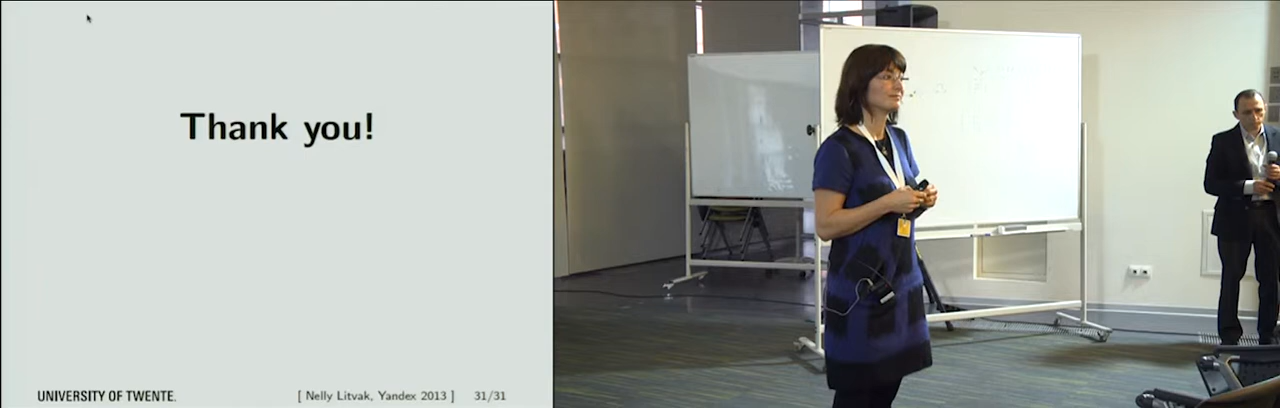 Thank you!
UNIVERSITY OF TWENTE.
[ Nelly Litvak, Yandex 2013 ] 31/31